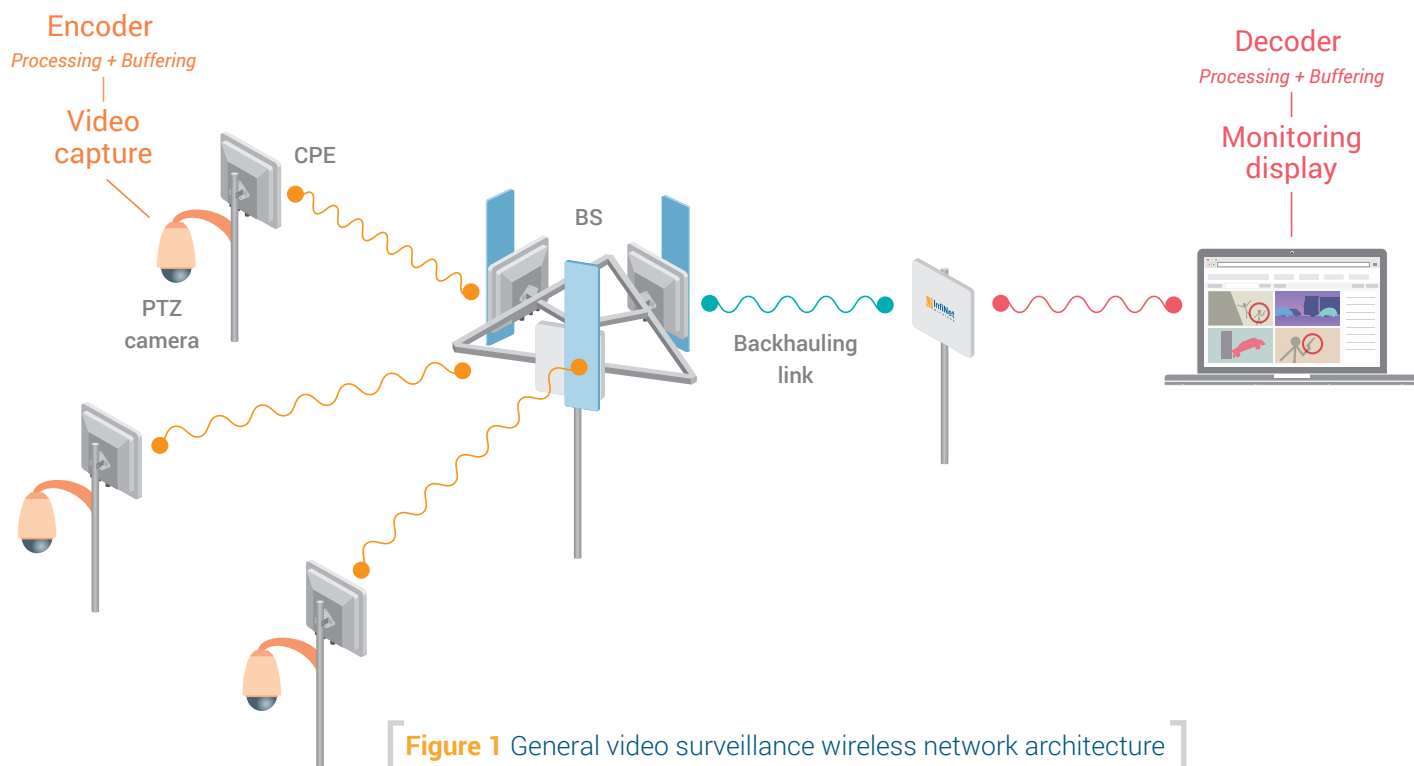 Encoder
Processing + Buffering
Video
capture
CPE
PTZ
camera
BS
Backhauling
link
InfiNet
Decoder
Processing + Buffering
Monitoring
display
Figure 1 General video surveillance wireless network architecture